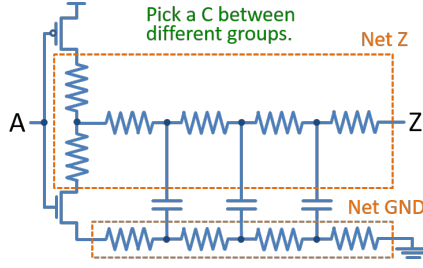 Pick a C between
different groups.
Net Z
A
Z
Net GND